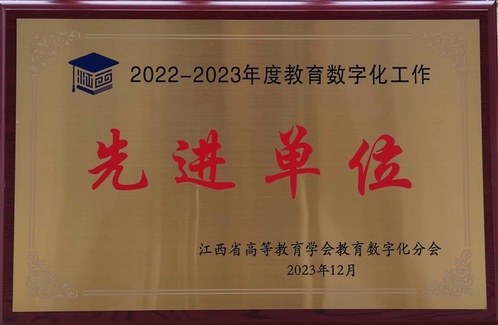 2022-2023年度教育数字化工作
先进单位
江西省高等教育学会教育数字化分会
2023年12月